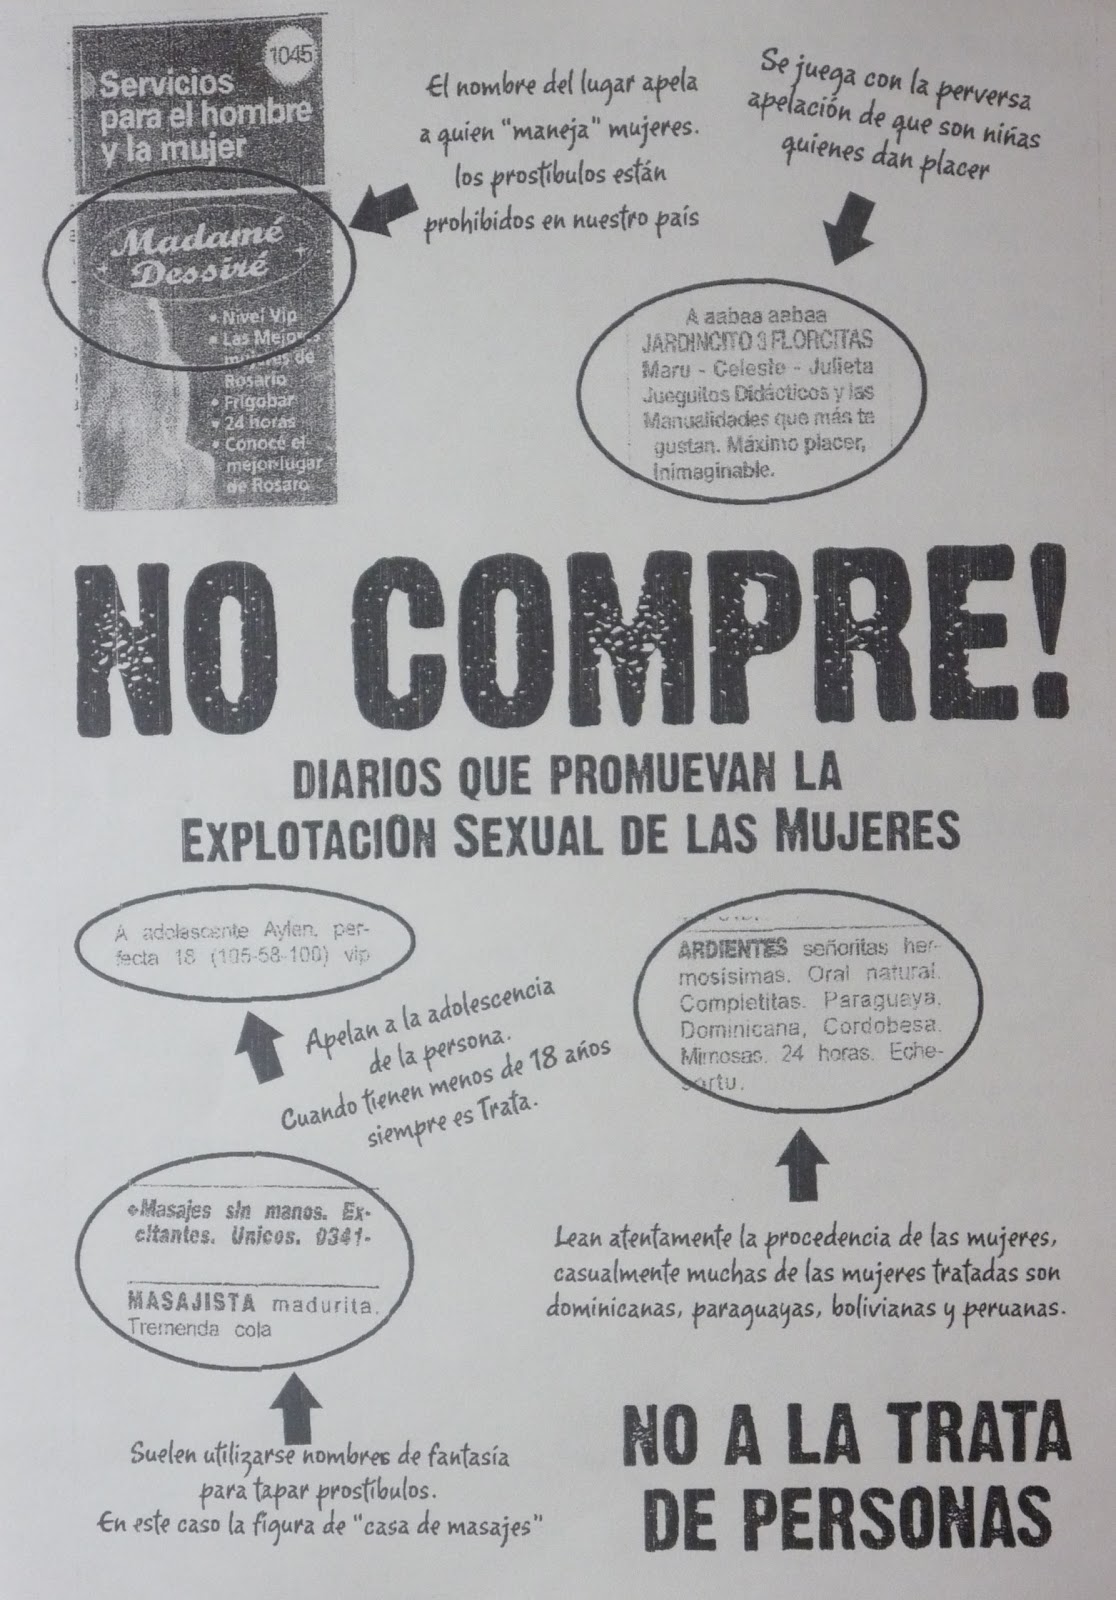 1045
Servicios
para el hombre
y la mujer
Madamé
Dessiré
• Nivel Vip
• Las Mejores
mujeres de
Rosario
• Frigobar
• 24 horas
• Conocé el
mejor lugar
de Rosaro
El nombre del lugar apela
a quien "maneja" mujeres.
los prostíbulos están
prohibidos en nuestro país
Se juega con la perversa
apelación de que son niñas
quienes dan placer
A aabaa aabaa
JARDINCITO 3 FLORCITAS
Maru - Celeste - Julieta
Jueguitos Didácticos y las
Manualidades que más te
gustan. Máximo placer,
Inimaginable.
NO COMPRE!
DIARIOS QUE PROMUEVAN LA
EXPLOTACION SEXUAL DE LAS MUJERES
A adolescente Aylen, per-
fecta 18 (105-58-100) vip
Apelan a la adolescencia
de la persona.
Cuando tienen menos de 18 años
siempre es Trata.
ARDIENTES señoritas her-
mosísimas. Oral natural.
Completitas. Paraguaya,
Dominicana, Cordobesa.
Mimosas. 24 horas. Eche-
sortu.
Lean atentamente la procedencia de las mujeres,
casualmente muchas de las mujeres tratadas son
dominicanas, paraguayas, bolivianas y peruanas.
Masajes sin manos. Ex-
citantes. Unicos. 0341-
MASAJISTA madurita.
Tremenda cola
Suelen utilizarse nombres de fantasía
para tapar prostíbulos.
En este caso la figura de "casa de masajes"
NO A LA TRATA
DE PERSONAS